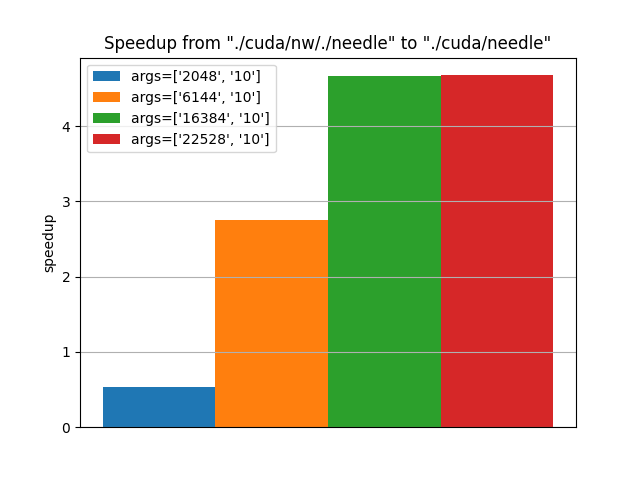 Speedup from "./cuda/nw/./needle" to "./cuda/needle"
args=['2048', '10']
args=['6144', '10']
args=['16384', '10']
args=['22528', '10']
speedup
4
3
2
1
0